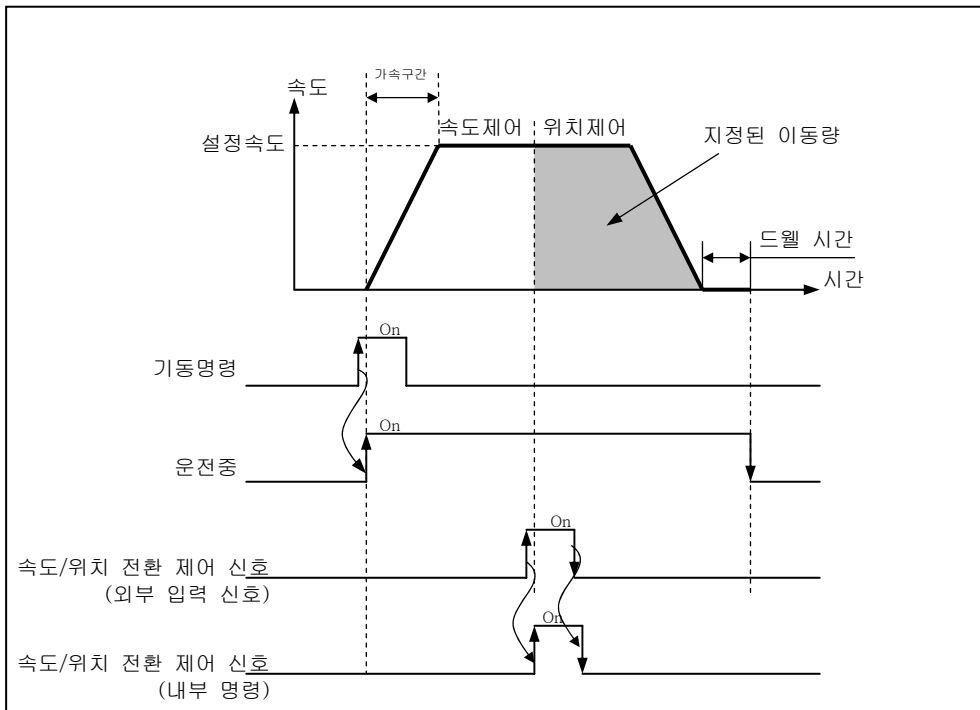 가속구간
속도
속도제어
위치제어
지정된 이동량
설정속도
드웰 시간
시간
On
기동명령
On
운전중
On
속도/위치 전환 제어 신호
(외부 입력 신호)
On
속도/위치 전환 제어 신호
(내부 명령)